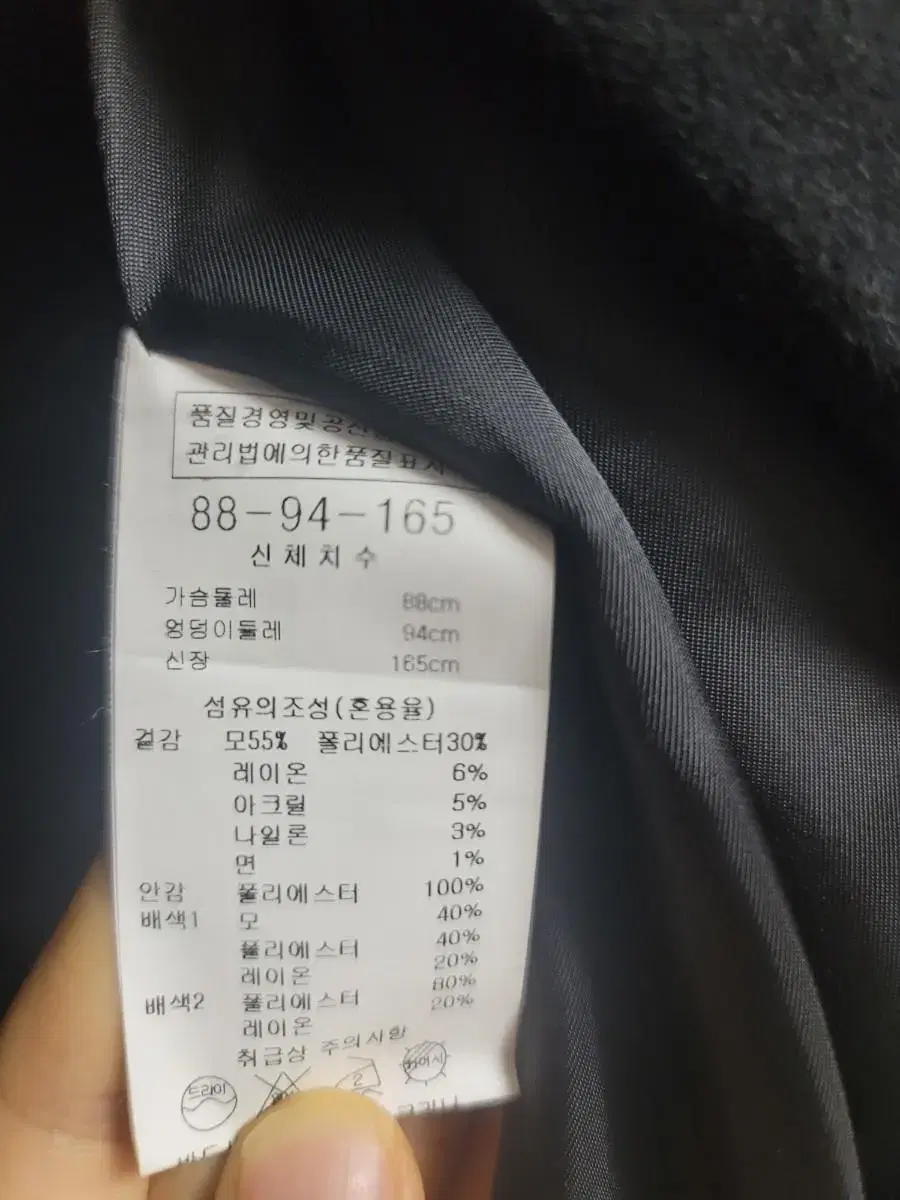 품질경영및공산
관리법에의한품질표시
88-94-165
신체치수
가슴둘레 88cm
엉덩이둘레 94cm
신장 165cm
섬유의조성(혼용율)
겉감 모55% 폴리에스터30%
레이온 6%
아크릴 5%
나일론 3%
면 1%
안감 폴리에스터 100%
배색1 모 40%
폴리에스터 40%
레이온 20%
배색2 폴리에스터 80%
레이온 20%
취급상 주의사항
드라이
2